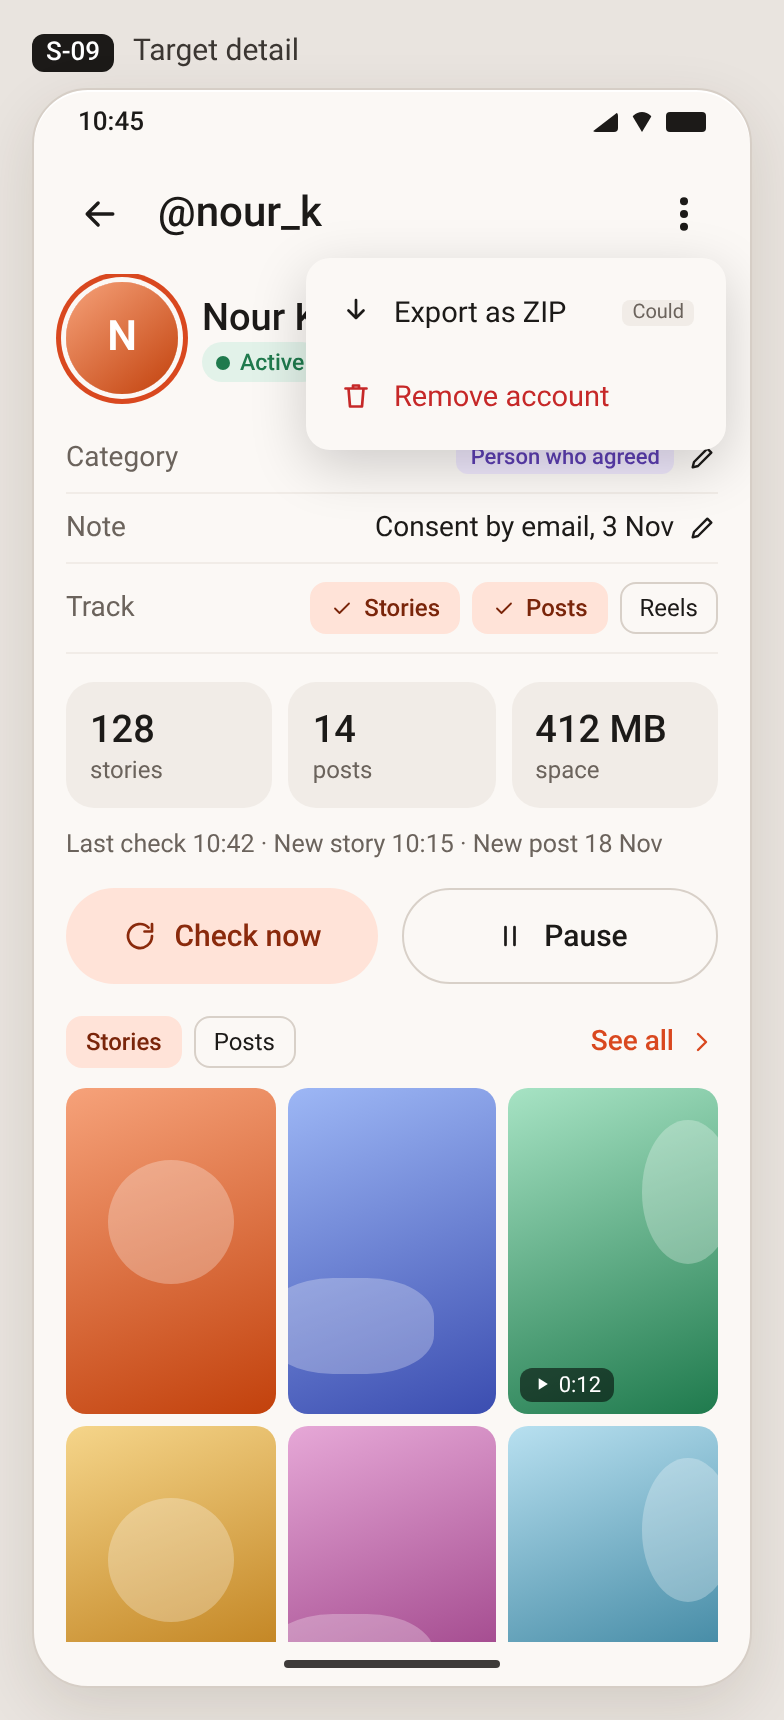 S-09 Target detail
10:45
@nour_k
Export as ZIP Could
Remove account
N
Nour
Active
Category Person who agreed
Note Consent by email, 3 Nov
Track Stories Posts Reels
128 14 412 MB
stories posts space
Last check 10:42 · New story 10:15 · New post 18 Nov
Check now Pause
Stories Posts See all
0:12